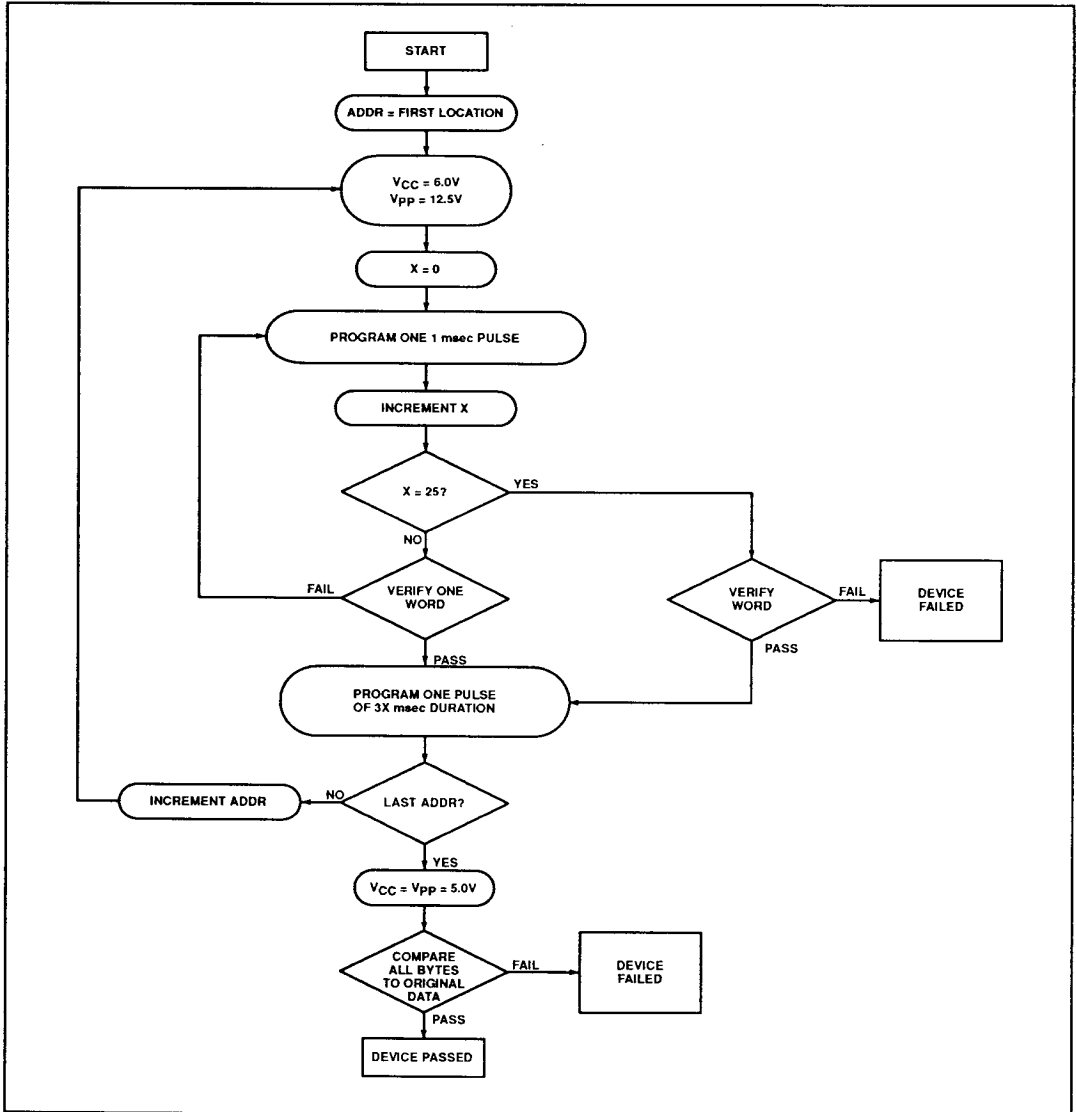 START
ADDR = FIRST LOCATION
VCC = 6.0V
VPP = 12.5V
X = 0
PROGRAM ONE 1 msec PULSE
INCREMENT X
X = 25?
YES
NO
FAIL
VERIFY ONE
WORD
VERIFY
WORD
FAIL
DEVICE
FAILED
PASS
PASS
PROGRAM ONE PULSE
OF 3X msec DURATION
INCREMENT ADDR
NO
LAST ADDR?
YES
VCC = VPP = 5.0V
COMPARE
ALL BYTES
TO ORIGINAL
DATA
FAIL
DEVICE
FAILED
PASS
DEVICE PASSED